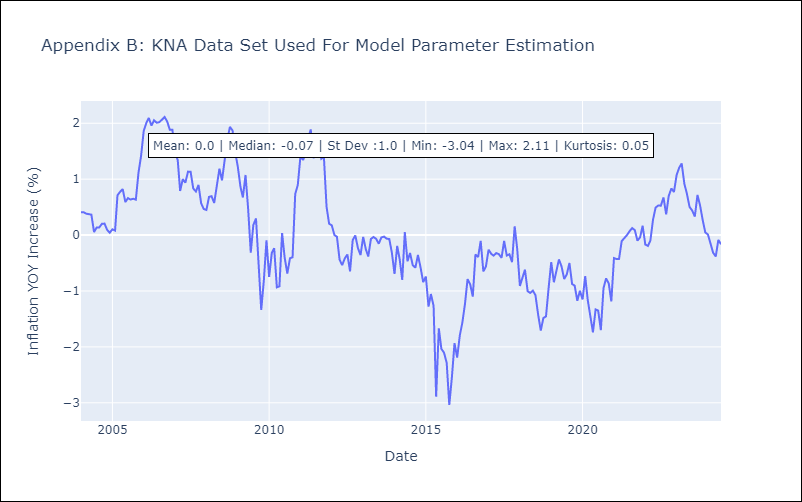 Appendix B: KNA Data Set Used For Model Parameter Estimation
Mean: 0.0 | Median: -0.07 | St Dev :1.0 | Min: -3.04 | Max: 2.11 | Kurtosis: 0.05
Inflation YOY Increase (%)
2
1
0
−1
−2
−3
2005 2010 2015 2020
Date